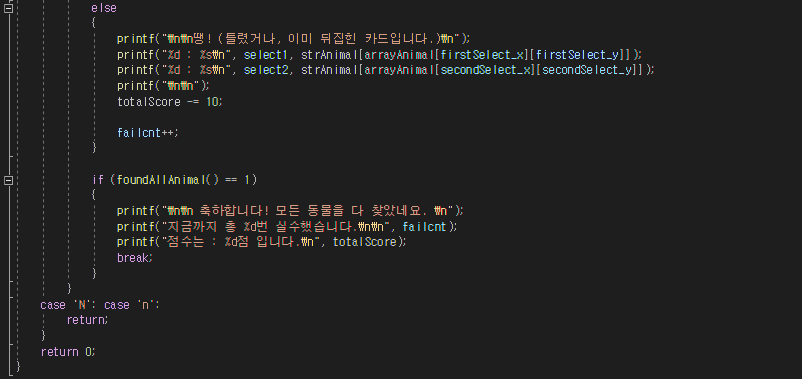 else
{
printf("₩n₩n땡! (틀렸거나, 이미 뒤집힌 카드입니다.)₩n");
printf("%d : %s₩n", select1, strAnimal[arrayAnimal[firstSelect_x][firstSelect_y]]);
printf("%d : %s₩n", select2, strAnimal[arrayAnimal[secondSelect_x][secondSelect_y]]);
printf("₩n₩n");
totalScore -= 10;
failcnt++;
}
if (foundAllAnimal() == 1)
{
printf("₩n₩n 축하합니다! 모든 동물을 다 찾았네요. ₩n");
printf("지금까지 총 %d번 실수했습니다.₩n₩n", failcnt);
printf("점수는 : %d점 입니다.₩n", totalScore);
break;
}
}
case 'N': case 'n':
return;
}
return 0;
}